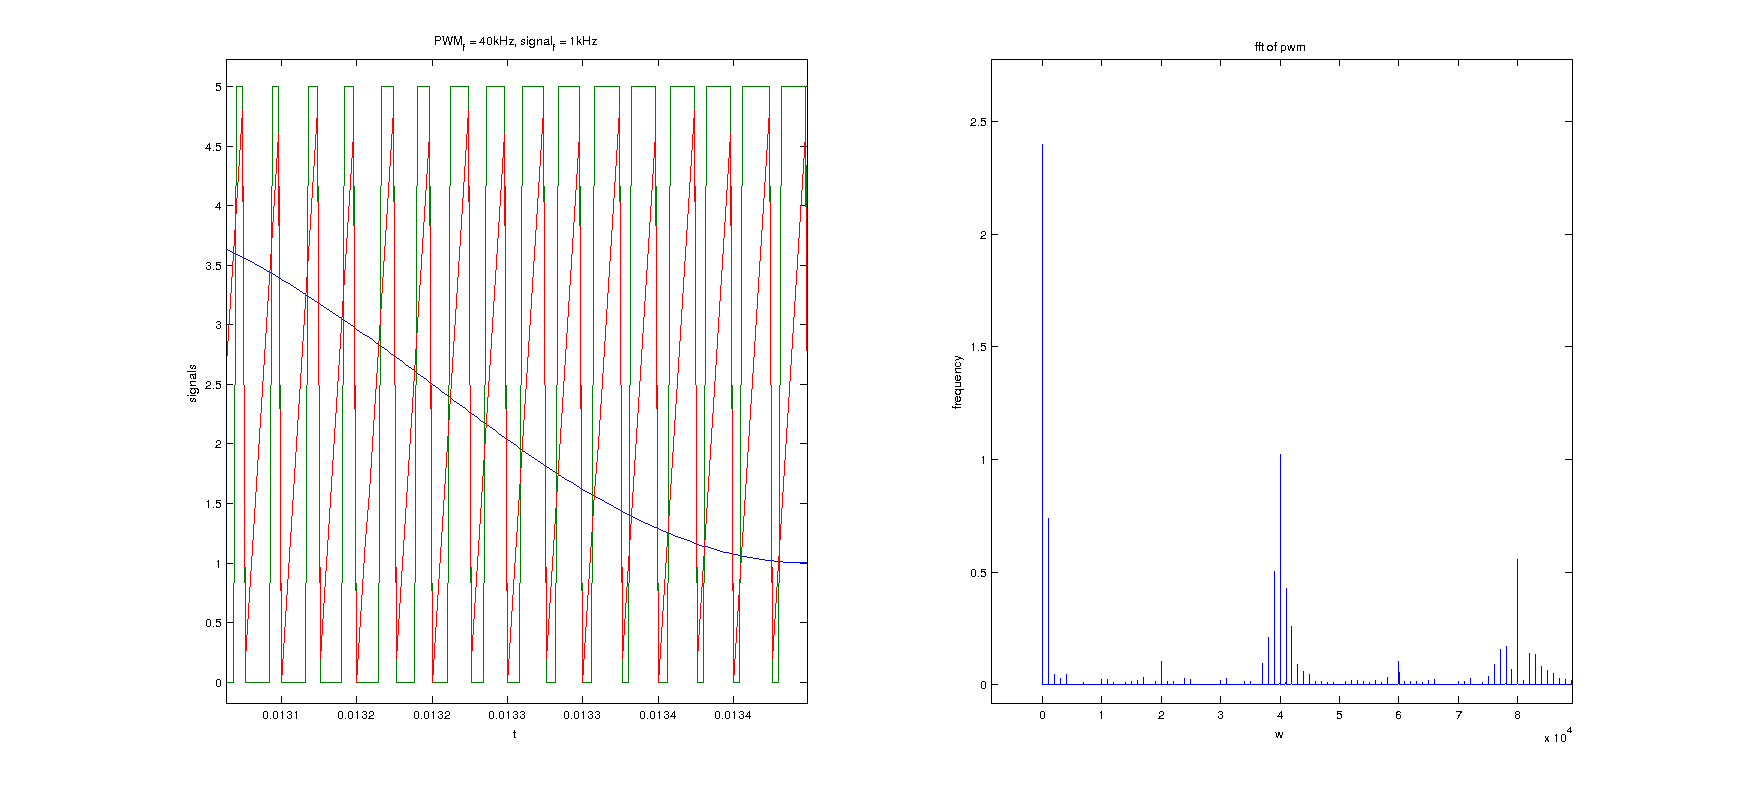 PWM_f = 40kHz, signal_f = 1kHz
5
4.5
4
3.5
3
2.5
2
1.5
1
0.5
0
signals
0.0131 0.0132 0.0132 0.0133 0.0133 0.0134 0.0134
t
fft of pwm
2.5
2
1.5
1
0.5
0
frequency
0 1 2 3 4 5 6 7 8
w
x 10^4